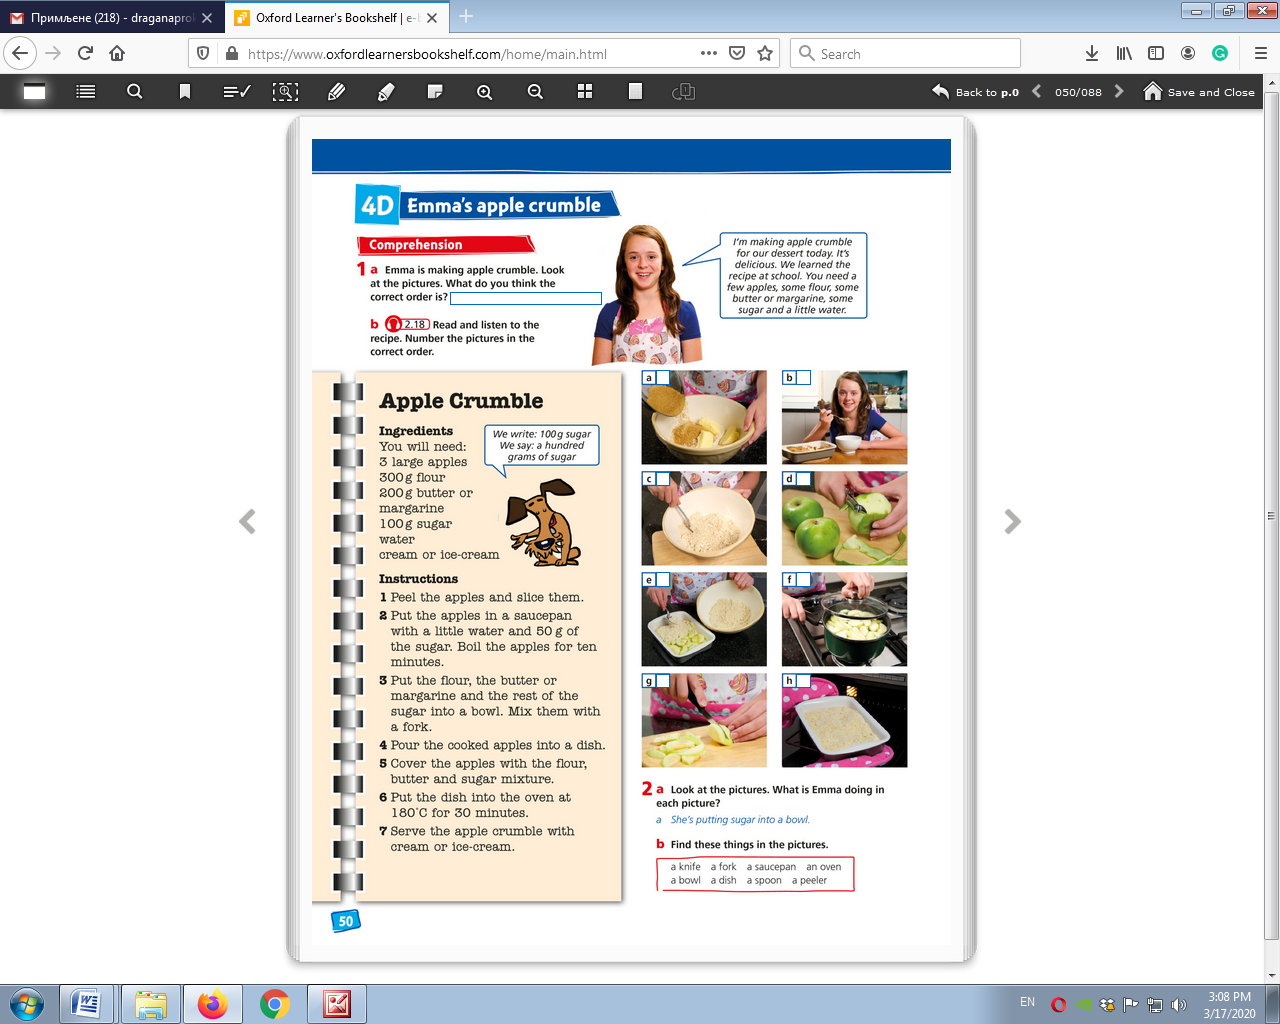 Примљене (218) - draganaprok
Oxford Learner's Bookshelf | e-
https://www.oxfordlearnersbookshelf.com/home/main.html
Search
Back to p.0
050/088
Save and Close
4D Emma's apple crumble
Comprehension
1 a Emma is making apple crumble. Look
at the pictures. What do you think the
correct order is?
b 2.18 Read and listen to the
recipe. Number the pictures in the
correct order.
I'm making apple crumble
for our dessert today. It's
delicious. We learned the
recipe at school. You need a
few apples, some flour, some
butter or margarine, some
sugar and a little water.
Apple Crumble
Ingredients
You will need:
3 large apples
300g flour
200g butter or
margarine
100g sugar
water
cream or ice-cream
We write: 100g sugar
We say: a hundred
grams of sugar
Instructions
1 Peel the apples and slice them.
2 Put the apples in a saucepan
with a little water and 50g of
the sugar. Boil the apples for ten
minutes.
3 Put the flour, the butter or
margarine and the rest of the
sugar into a bowl. Mix them with
a fork.
4 Pour the cooked apples into a dish.
5 Cover the apples with the flour,
butter and sugar mixture.
6 Put the dish into the oven at
180°C for 30 minutes.
7 Serve the apple crumble with
cream or ice-cream.
a
b
c
d
e
f
g
h
2 a Look at the pictures. What is Emma doing in
each picture?
a She's putting sugar into a bowl.
b Find these things in the pictures.
a knife a fork a saucepan an oven
a bowl a dish a spoon a peeler
50
EN
3:08 PM
3/17/2020